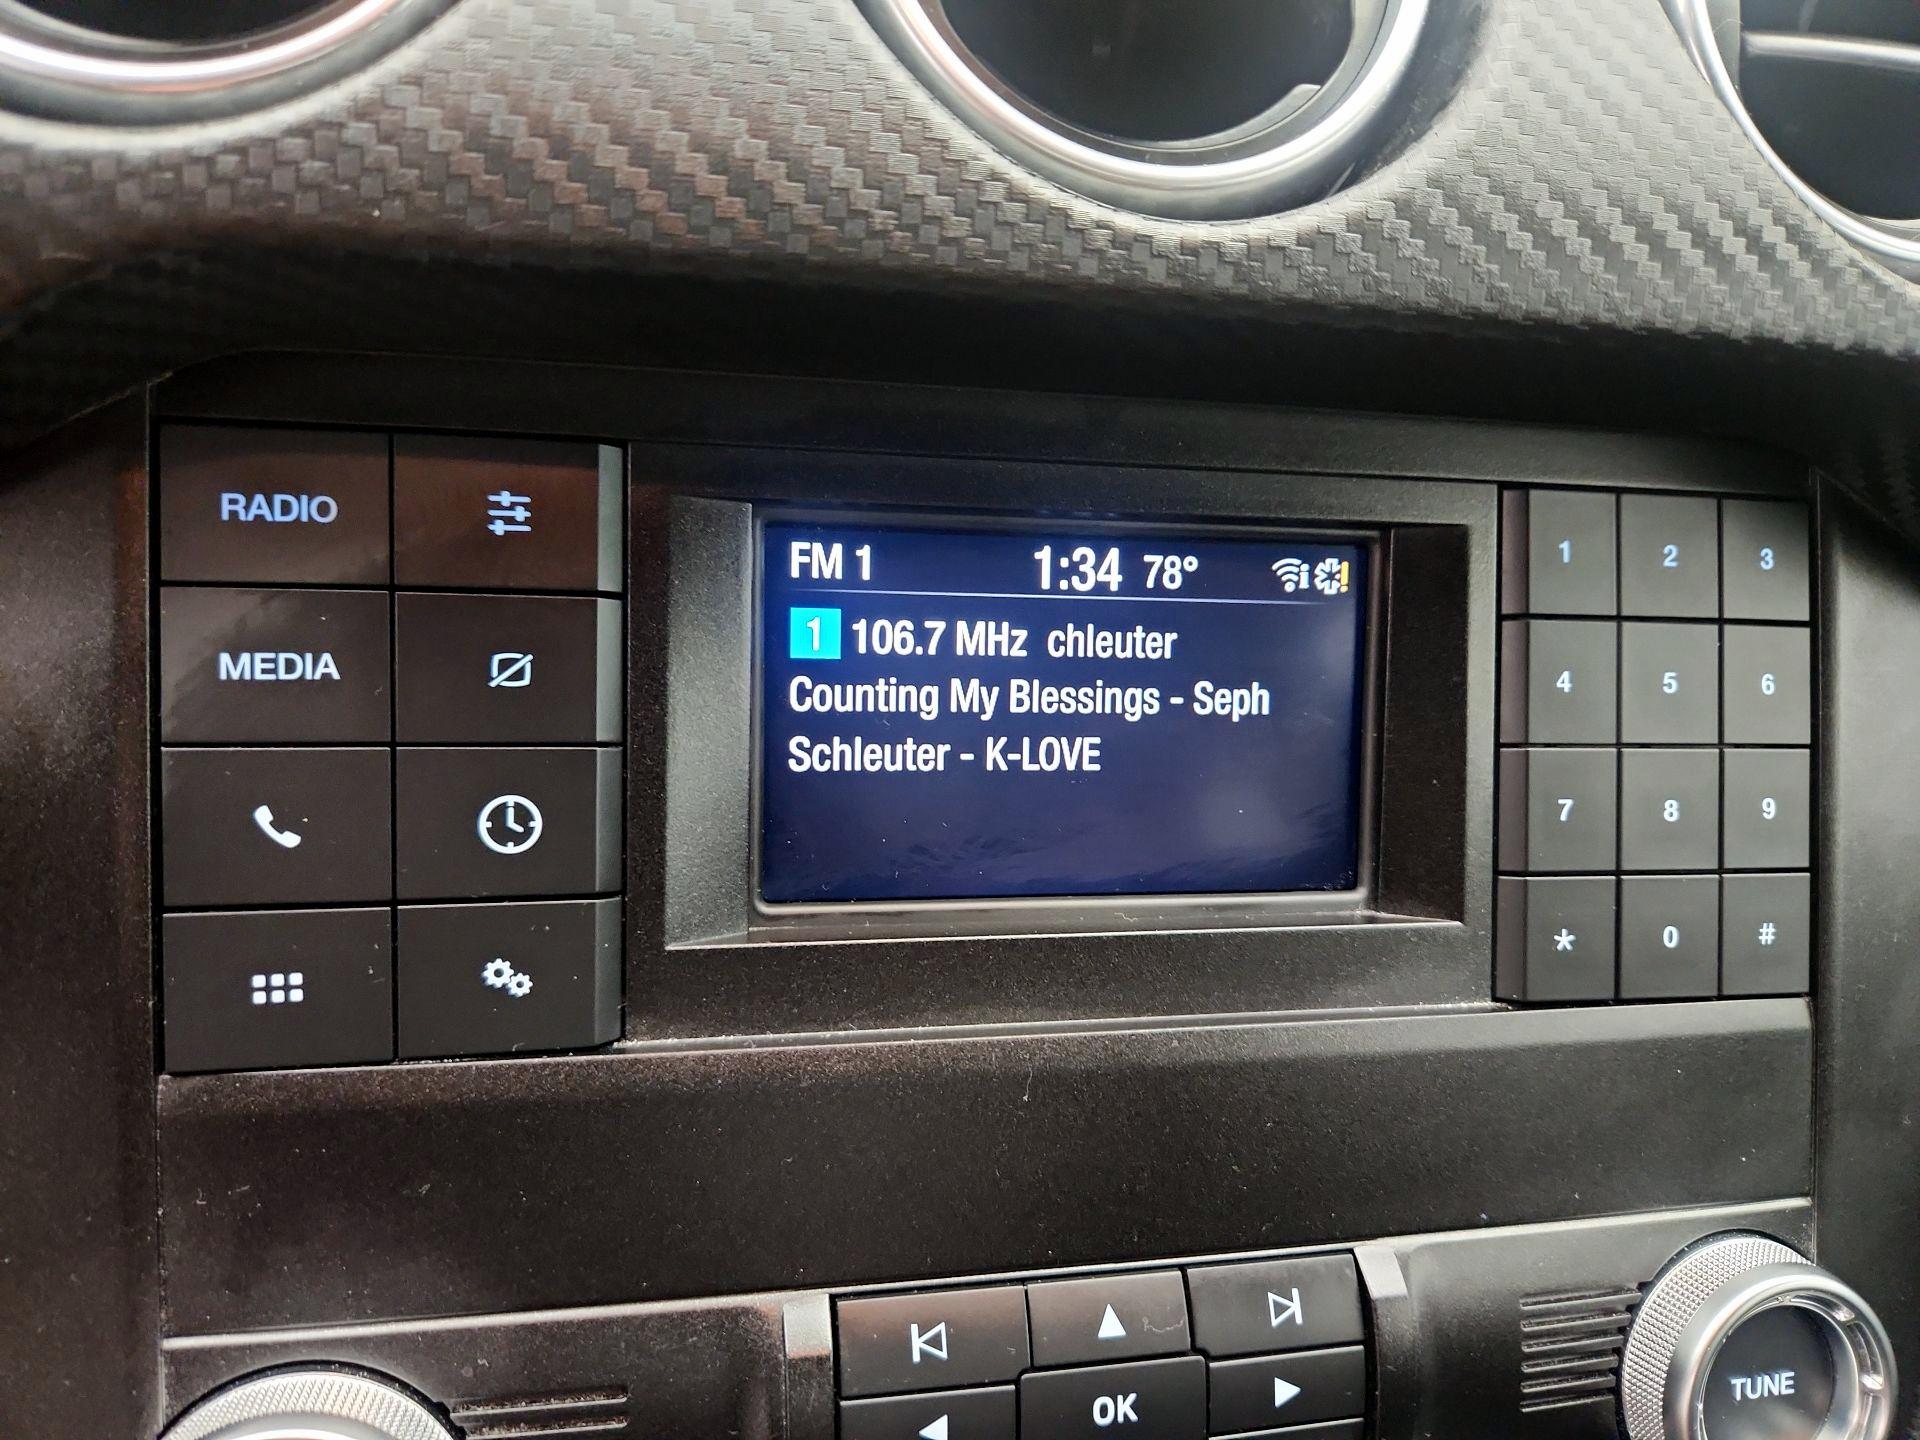 RADIO
MEDIA
FM 1 1:34 78°
1 106.7 MHz chleuter
Counting My Blessings - Seph
Schleuter - K-LOVE
1 2 3
4 5 6
7 8 9
* 0 #
OK
TUNE